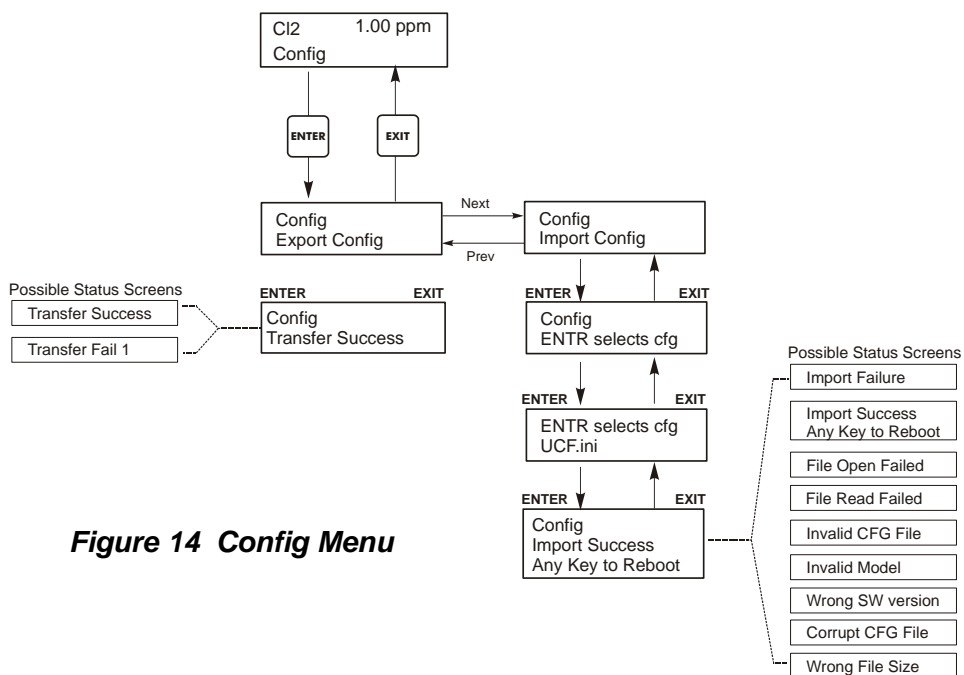 Cl2 1.00 ppm
Config
ENTER EXIT
Config
Export Config
Next
Prev
Config
Import Config
Possible Status Screens
Transfer Success
Transfer Fail 1
ENTER EXIT
Config
Transfer Success
ENTER EXIT
Config
ENTR selects cfg
ENTER EXIT
ENTR selects cfg
UCF.ini
ENTER EXIT
Config
Import Success
Any Key to Reboot
Possible Status Screens
Import Failure
Import Success
Any Key to Reboot
File Open Failed
File Read Failed
Invalid CFG File
Invalid Model
Wrong SW version
Corrupt CFG File
Wrong File Size
Figure 14 Config Menu